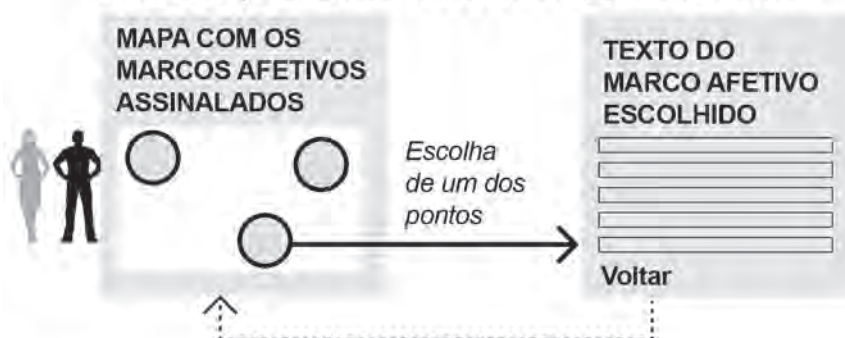 MAPA COM OS
MARCOS AFETIVOS
ASSINALADOS
Escolha
de um dos
pontos
TEXTO DO
MARCO AFETIVO
ESCOLHIDO
Voltar